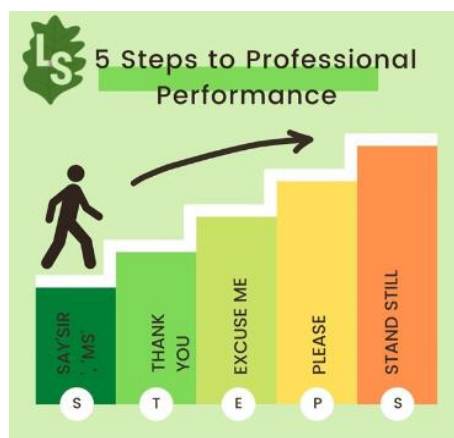 LS
5 Steps to Professional
Performance
SAY'SIR
', 'MS'
THANK
YOU
EXCUSE ME
PLEASE
STAND STILL
S
T
E
P
S